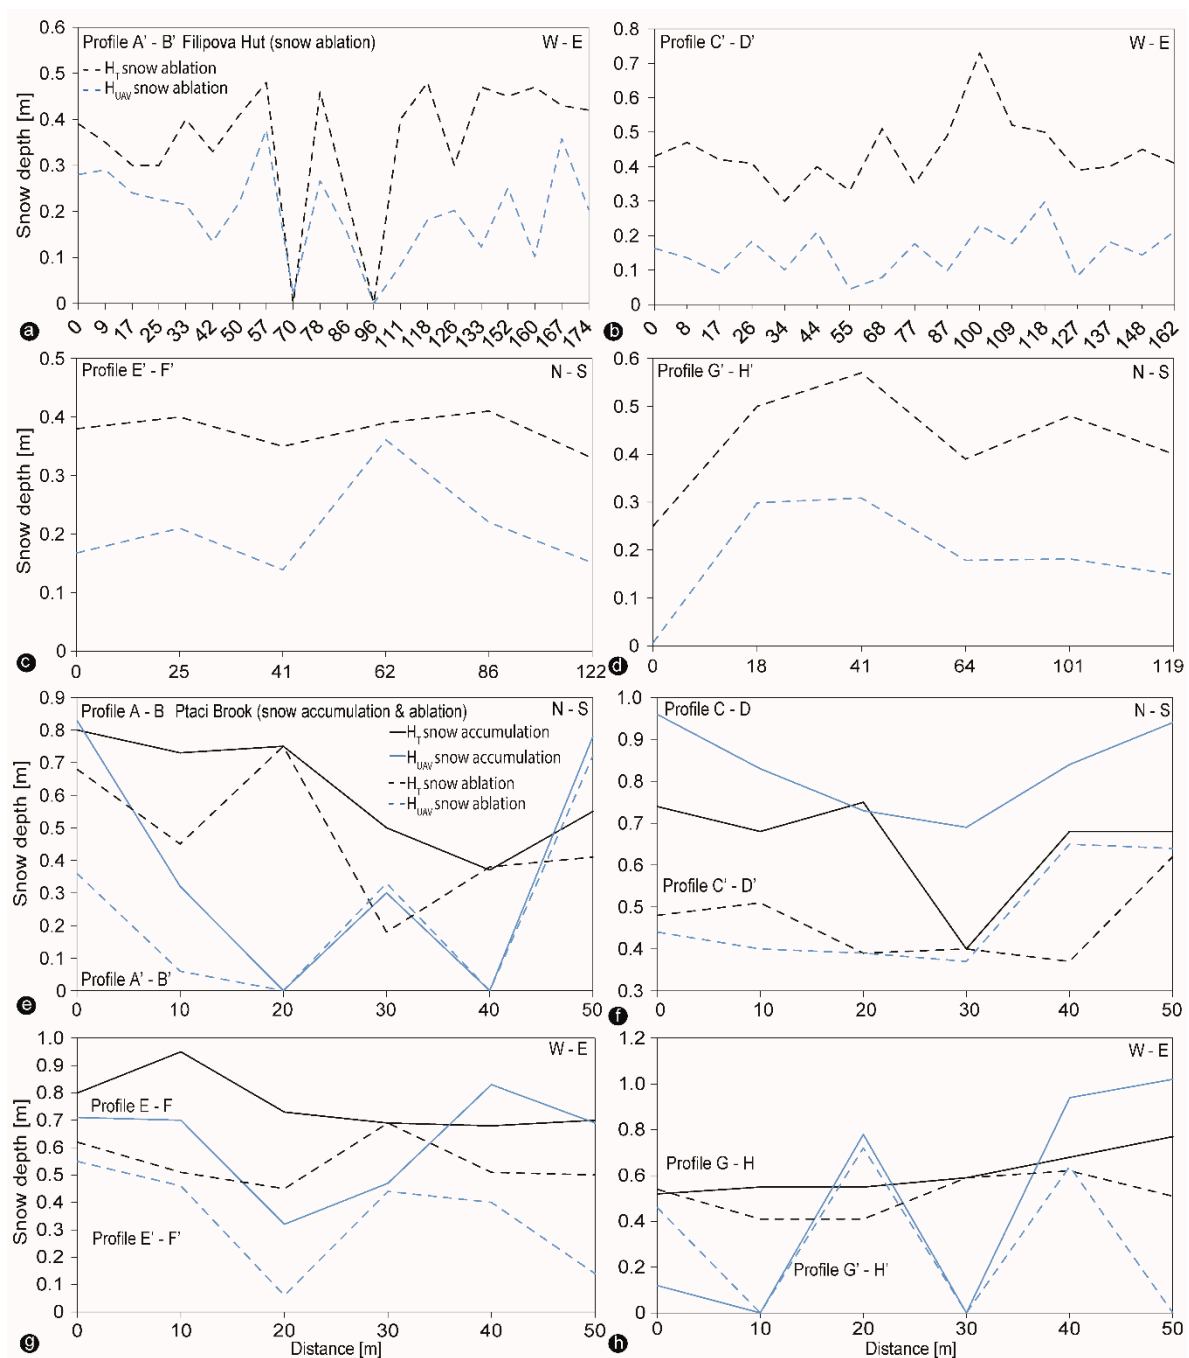 Profile A' - B' Filipova Hut (snow ablation)
W - E
H_T snow ablation
H_UAV snow ablation
Snow depth [m]
0.6
0.5
0.4
0.3
0.2
0.1
0
0 9 17 25 33 42 50 57 70 78 86 96 111 118 126 133 152 160 167 174
a
Profile C' - D'
W - E
0.8
0.7
0.6
0.5
0.4
0.3
0.2
0.1
0
0 8 17 26 34 44 55 68 77 87 100 109 118 127 137 148 162
b
Profile E' - F'
N - S
Snow depth [m]
0.5
0.4
0.3
0.2
0.1
0
0 25 41 62 86 122
c
Profile G' - H'
N - S
0.6
0.5
0.4
0.3
0.2
0.1
0
0 18 41 64 101 119
d
Profile A - B Ptaci Brook (snow accumulation & ablation)
N - S
H_T snow accumulation
H_UAV snow accumulation
H_T snow ablation
H_UAV snow ablation
Profile A' - B'
Snow depth [m]
0.9
0.8
0.7
0.6
0.5
0.4
0.3
0.2
0.1
0
0 10 20 30 40 50
e
Profile C - D
N - S
Profile C' - D'
1.0
0.9
0.8
0.7
0.6
0.5
0.4
0.3
0 10 20 30 40 50
f
W - E
Profile E - F
Profile E' - F'
Snow depth [m]
1.0
0.9
0.8
0.7
0.6
0.5
0.4
0.3
0.2
0.1
0
0 10 20 30 40 50
g
Distance [m]
W - E
Profile G - H
Profile G' - H'
1.2
1.0
0.8
0.6
0.4
0.2
0
0 10 20 30 40 50
h
Distance [m]